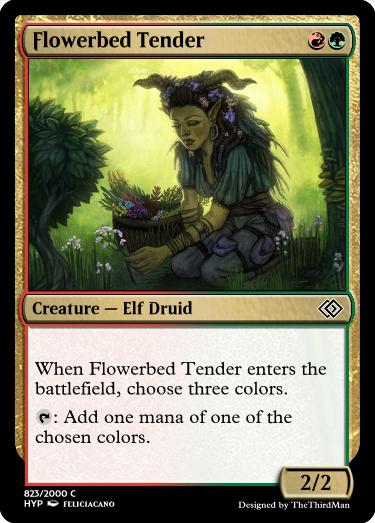 Flowerbed Tender
Creature — Elf Druid
When Flowerbed Tender enters the
battlefield, choose three colors.
: Add one mana of one of the
chosen colors.
2/2
823/2000 C
HYP FELICIACANO
Designed by TheThirdMan